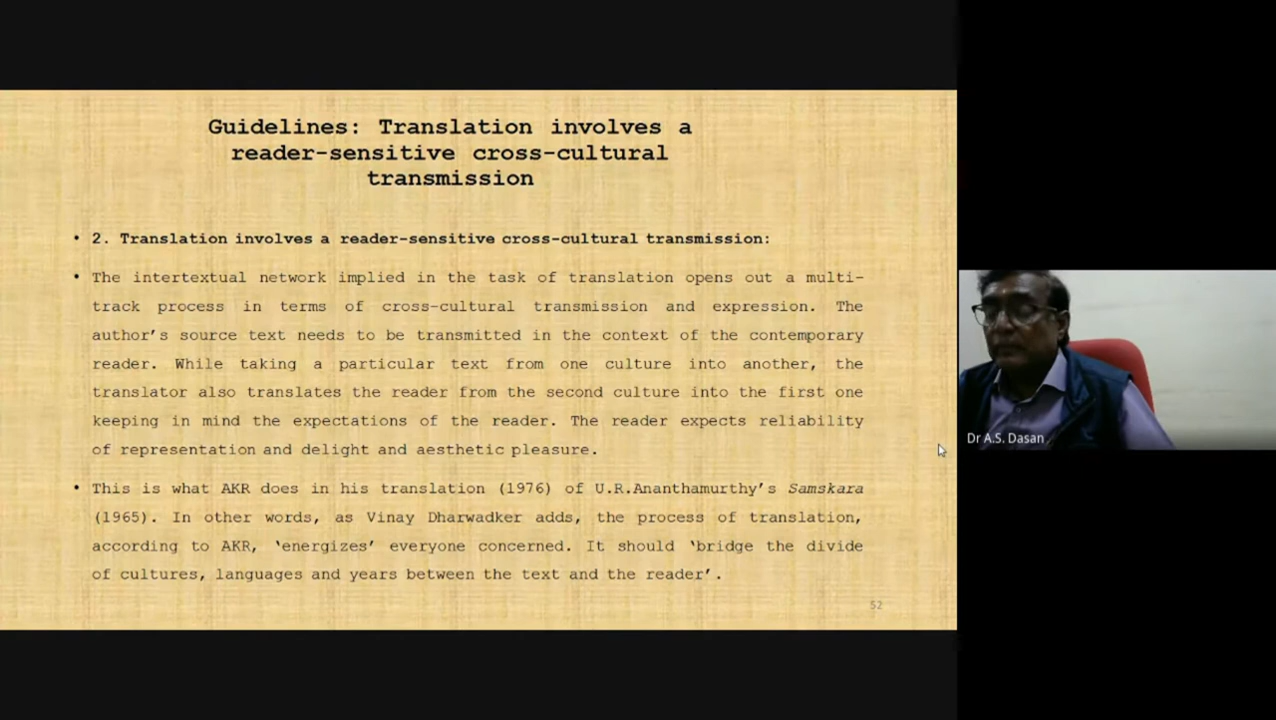 Guidelines: Translation involves a
reader-sensitive cross-cultural
transmission
• 2. Translation involves a reader-sensitive cross-cultural transmission:
• The intertextual network implied in the task of translation opens out a multi-
track process in terms of cross-cultural transmission and expression. The
author's source text needs to be transmitted in the context of the contemporary
reader. While taking a particular text from one culture into another, the
translator also translates the reader from the second culture into the first one
keeping in mind the expectations of the reader. The reader expects reliability
of representation and delight and aesthetic pleasure.
• This is what AKR does in his translation (1976) of U.R.Ananthamurthy's Samskara
(1965). In other words, as Vinay Dharwadker adds, the process of translation,
according to AKR, ‘energizes’ everyone concerned. It should ‘bridge the divide
of cultures, languages and years between the text and the reader’.
52
Dr A.S. Dasan